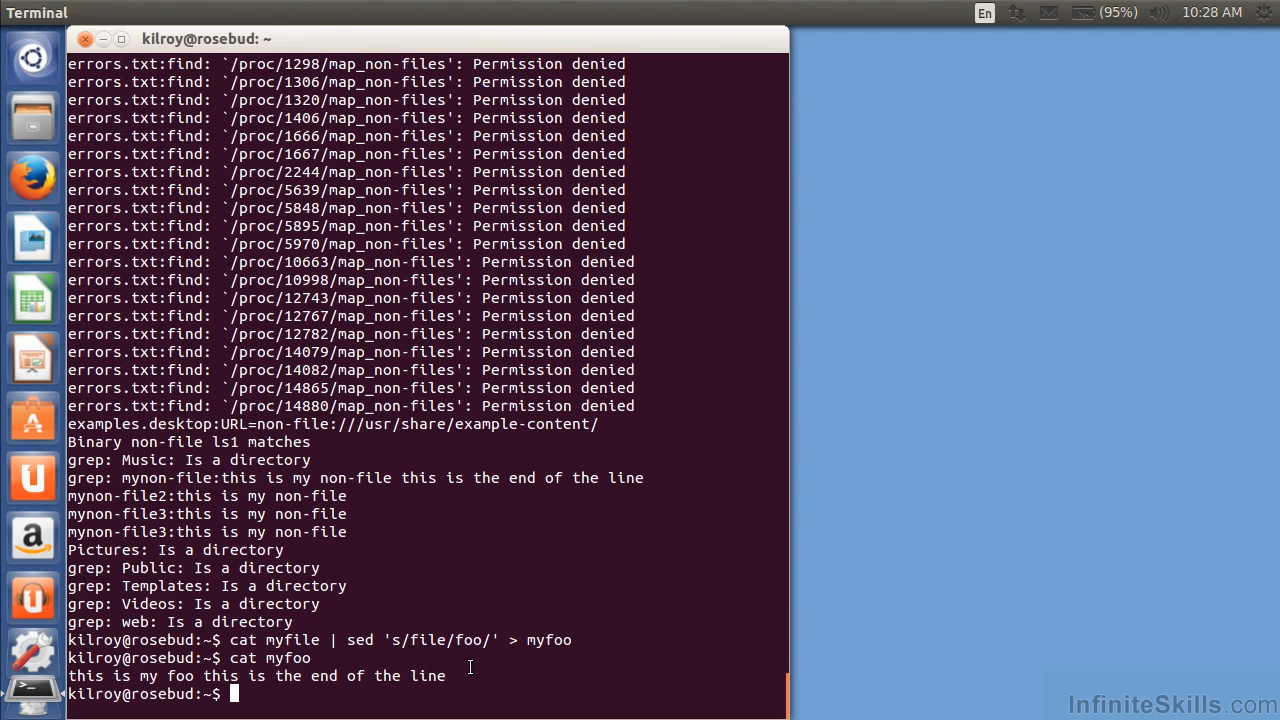 Terminal
En
(95%)
10:28 AM
kilroy@rosebud: ~
errors.txt:find: `/proc/1298/map_non-files': Permission denied
errors.txt:find: `/proc/1306/map_non-files': Permission denied
errors.txt:find: `/proc/1320/map_non-files': Permission denied
errors.txt:find: `/proc/1406/map_non-files': Permission denied
errors.txt:find: `/proc/1666/map_non-files': Permission denied
errors.txt:find: `/proc/1667/map_non-files': Permission denied
errors.txt:find: `/proc/2244/map_non-files': Permission denied
errors.txt:find: `/proc/5639/map_non-files': Permission denied
errors.txt:find: `/proc/5848/map_non-files': Permission denied
errors.txt:find: `/proc/5895/map_non-files': Permission denied
errors.txt:find: `/proc/5970/map_non-files': Permission denied
errors.txt:find: `/proc/10663/map_non-files': Permission denied
errors.txt:find: `/proc/10998/map_non-files': Permission denied
errors.txt:find: `/proc/12743/map_non-files': Permission denied
errors.txt:find: `/proc/12767/map_non-files': Permission denied
errors.txt:find: `/proc/12782/map_non-files': Permission denied
errors.txt:find: `/proc/14079/map_non-files': Permission denied
errors.txt:find: `/proc/14082/map_non-files': Permission denied
errors.txt:find: `/proc/14865/map_non-files': Permission denied
errors.txt:find: `/proc/14880/map_non-files': Permission denied
examples.desktop:URL=non-file:///usr/share/example-content/
Binary non-file ls1 matches
grep: Music: Is a directory
grep: mynon-file:this is my non-file this is the end of the line
mynon-file2:this is my non-file
mynon-file3:this is my non-file
mynon-file3:this is my non-file
Pictures: Is a directory
grep: Public: Is a directory
grep: Templates: Is a directory
grep: Videos: Is a directory
grep: web: Is a directory
kilroy@rosebud:~$ cat myfile | sed 's/file/foo/' > myfoo
kilroy@rosebud:~$ cat myfoo
this is my foo this is the end of the line
kilroy@rosebud:~$
InfiniteSkills.com